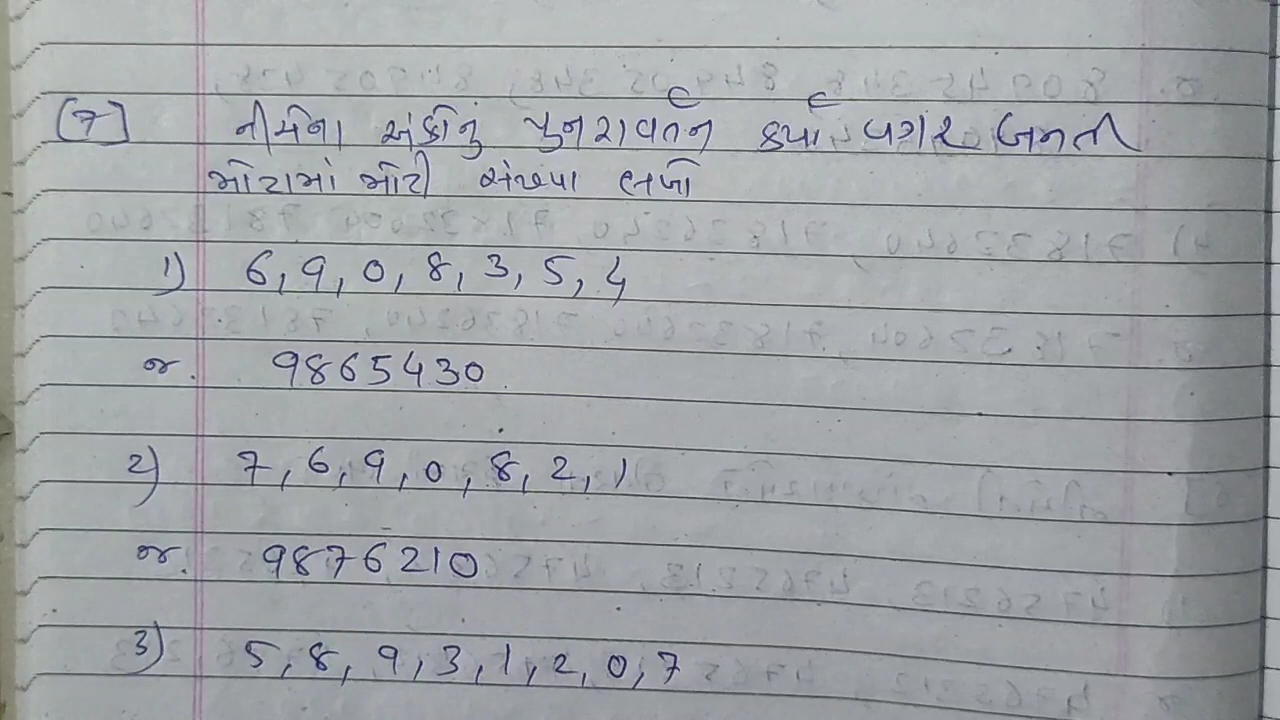 (7) નીચેના અંકોનું પુનરાવર્તન કર્યા વગર બનતી
મોટામાં મોટી સંખ્યા લખો
1) 6, 9, 0, 8, 3, 5, 4
જ. 9865430
2) 7, 6, 9, 0, 8, 2, 1
જ. 9876210
3) 5, 8, 9, 3, 1, 2, 0, 7